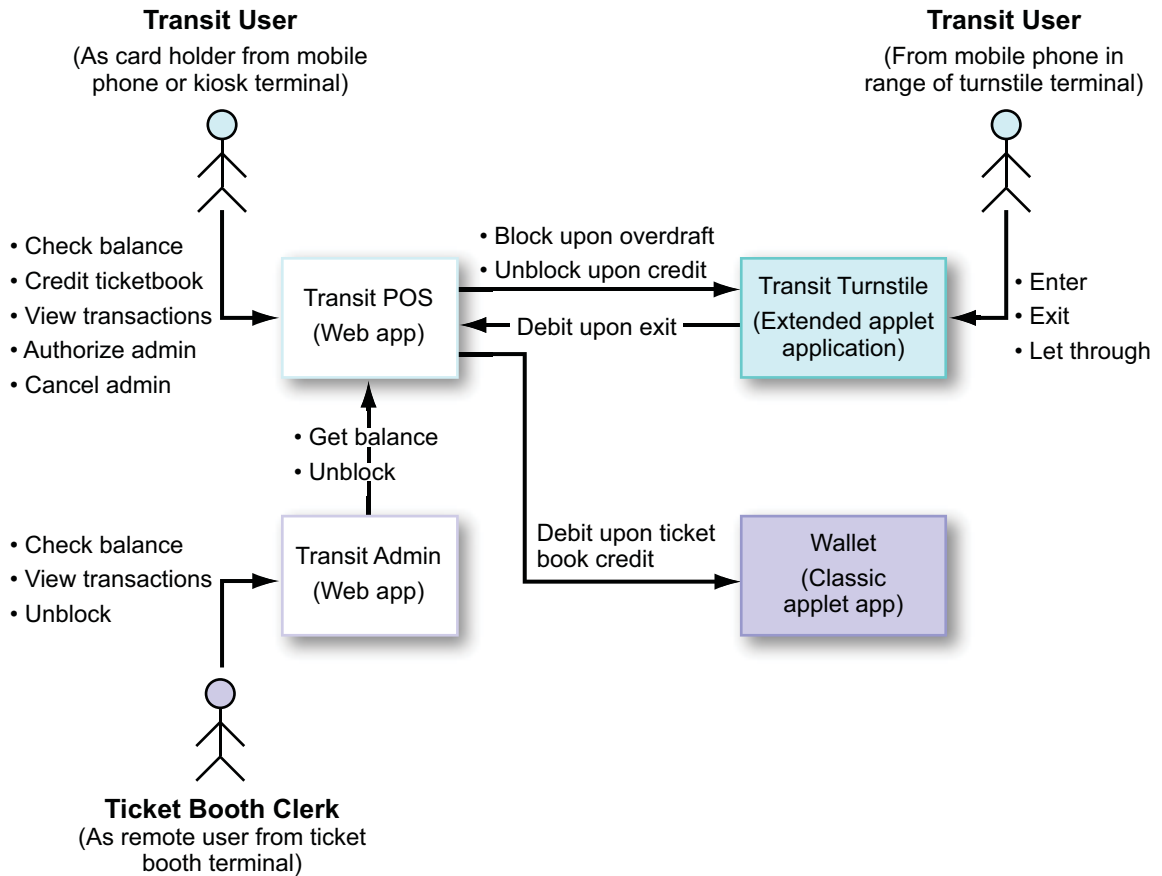 Transit User
(As card holder from mobile
phone or kiosk terminal)
Transit User
(From mobile phone in
range of turnstile terminal)
• Check balance
• Credit ticketbook
• View transactions
• Authorize admin
• Cancel admin
Transit POS
(Web app)
• Block upon overdraft
• Unblock upon credit
Debit upon exit
Transit Turnstile
(Extended applet
application)
• Enter
• Exit
• Let through
• Get balance
• Unblock
• Check balance
• View transactions
• Unblock
Transit Admin
(Web app)
Debit upon ticket
book credit
Wallet
(Classic
applet app)
Ticket Booth Clerk
(As remote user from ticket
booth terminal)